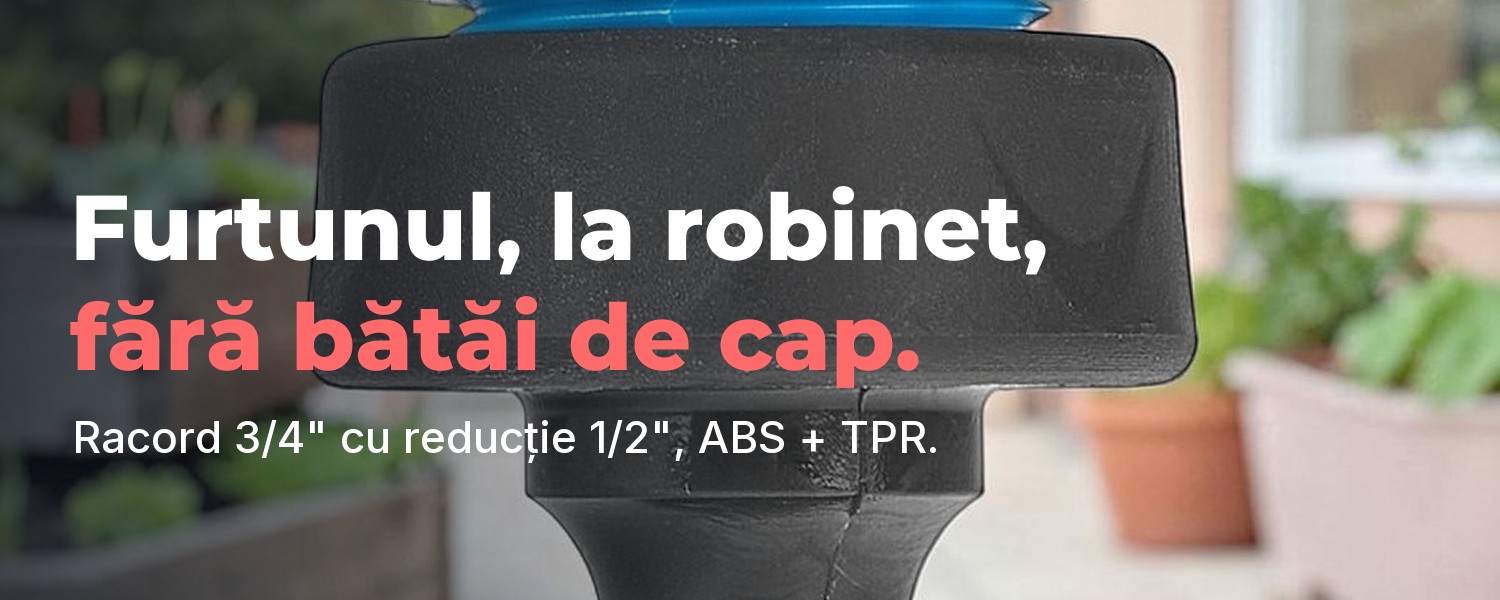 Furtunul, la robinet,
fără bătăi de cap.
Racord 3/4" cu reducție 1/2", ABS + TPR.